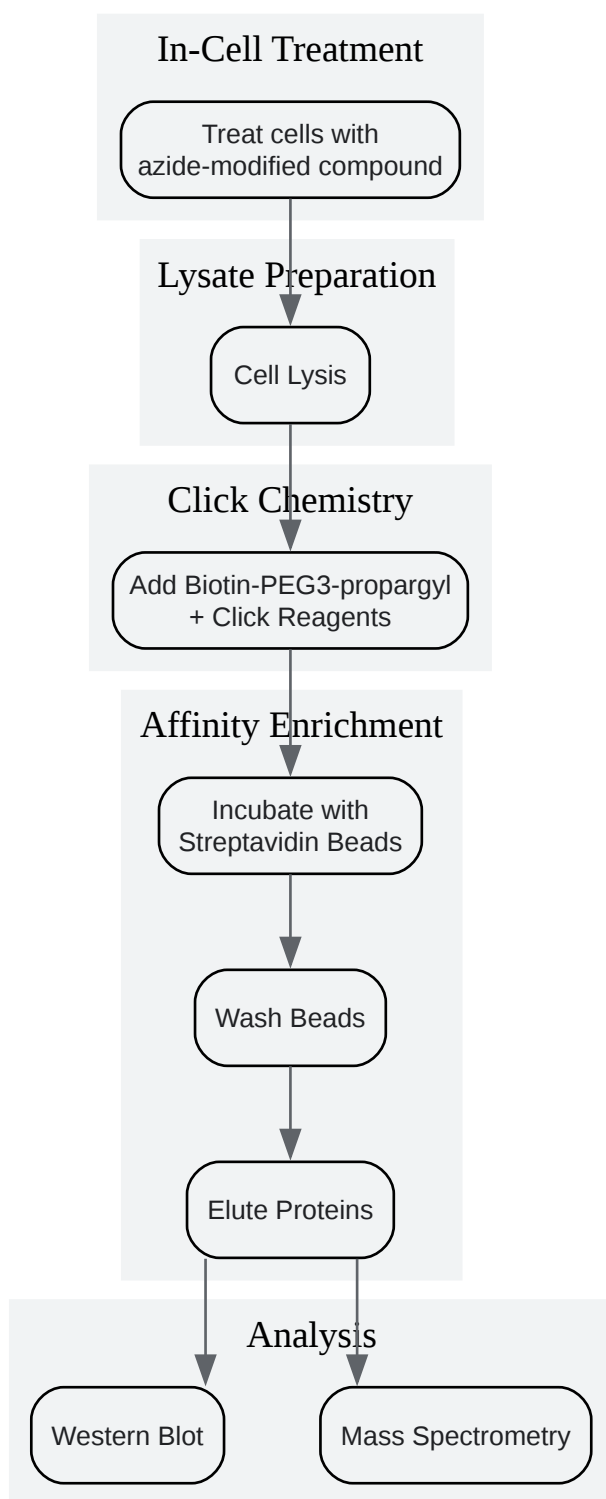 In-Cell Treatment
Treat cells with
azide-modified compound
Lysate Preparation
Cell Lysis
Click Chemistry
Add Biotin-PEG3-propargyl
+ Click Reagents
Affinity Enrichment
Incubate with
Streptavidin Beads
Wash Beads
Elute Proteins
Analysis
Western Blot
Mass Spectrometry